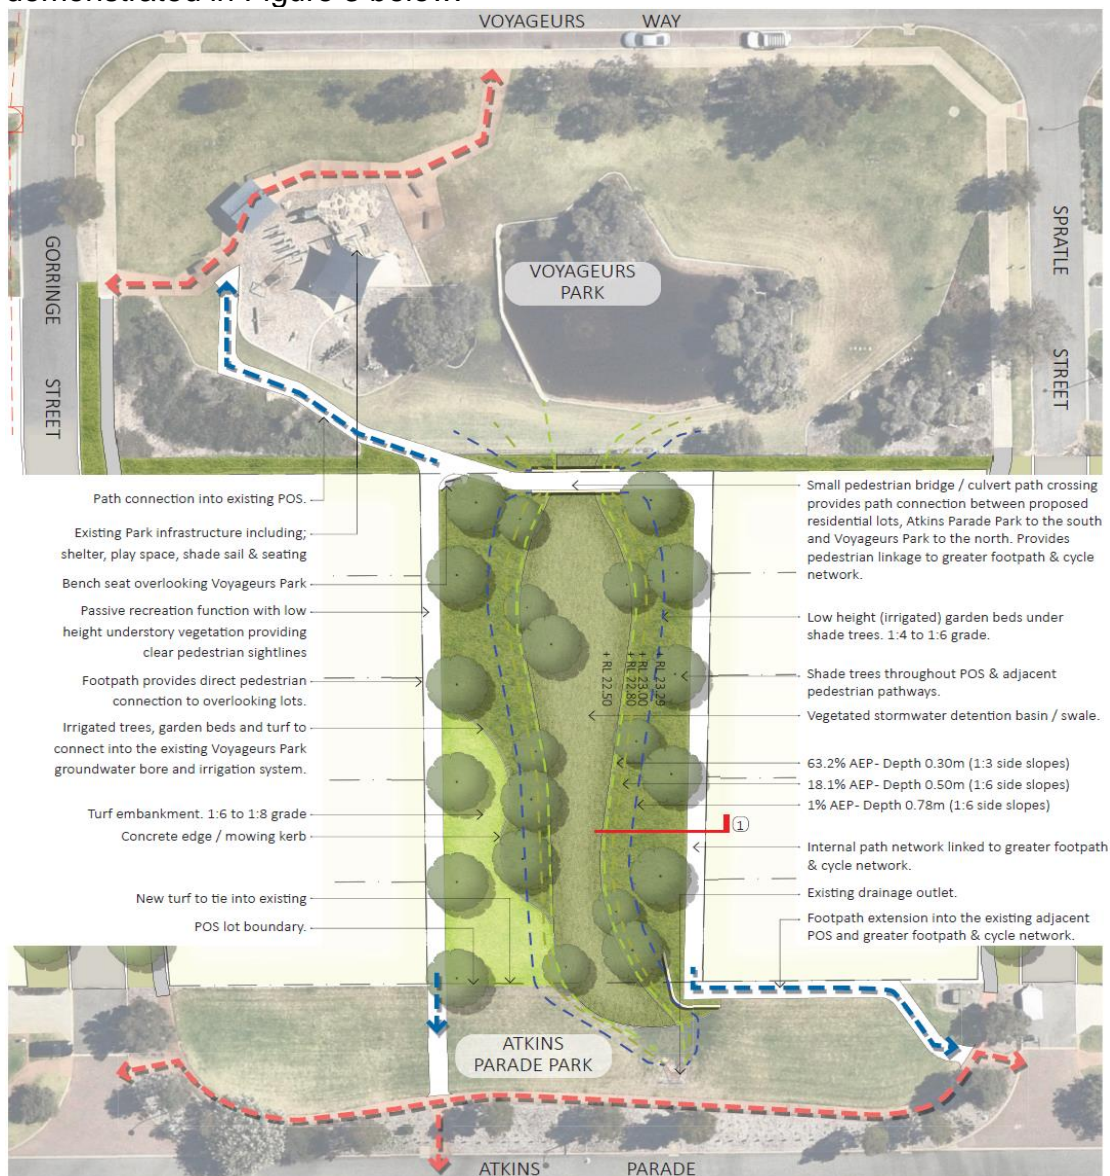 demonstrated in Figure 3 below.
VOYAGEURS WAY
GORRINGE STREET
SPRATLE STREET
VOYAGEURS
PARK
Path connection into existing POS.
Existing Park infrastructure including;
shelter, play space, shade sail & seating
Bench seat overlooking Voyageurs Park
Passive recreation function with low
height understory vegetation providing
clear pedestrian sightlines
Footpath provides direct pedestrian
connection to overlooking lots.
Irrigated trees, garden beds and turf to
connect into the existing Voyageurs Park
groundwater bore and irrigation system.
Turf embankment. 1:6 to 1:8 grade
Concrete edge / mowing kerb
New turf to tie into existing
POS lot boundary.
+ RL 22.50
+ RL 22.80
+ RL 23.00
+ RL 23.29
Small pedestrian bridge / culvert path crossing
provides path connection between proposed
residential lots, Atkins Parade Park to the south
and Voyageurs Park to the north. Provides
pedestrian linkage to greater footpath & cycle
network.
Low height (irrigated) garden beds under
shade trees. 1:4 to 1:6 grade.
Shade trees throughout POS & adjacent
pedestrian pathways.
Vegetated stormwater detention basin / swale.
63.2% AEP- Depth 0.30m (1:3 side slopes)
18.1% AEP- Depth 0.50m (1:6 side slopes)
1% AEP- Depth 0.78m (1:6 side slopes)
1
Internal path network linked to greater footpath
& cycle network.
Existing drainage outlet.
Footpath extension into the existing adjacent
POS and greater footpath & cycle network.
ATKINS
PARADE PARK
ATKINS PARADE